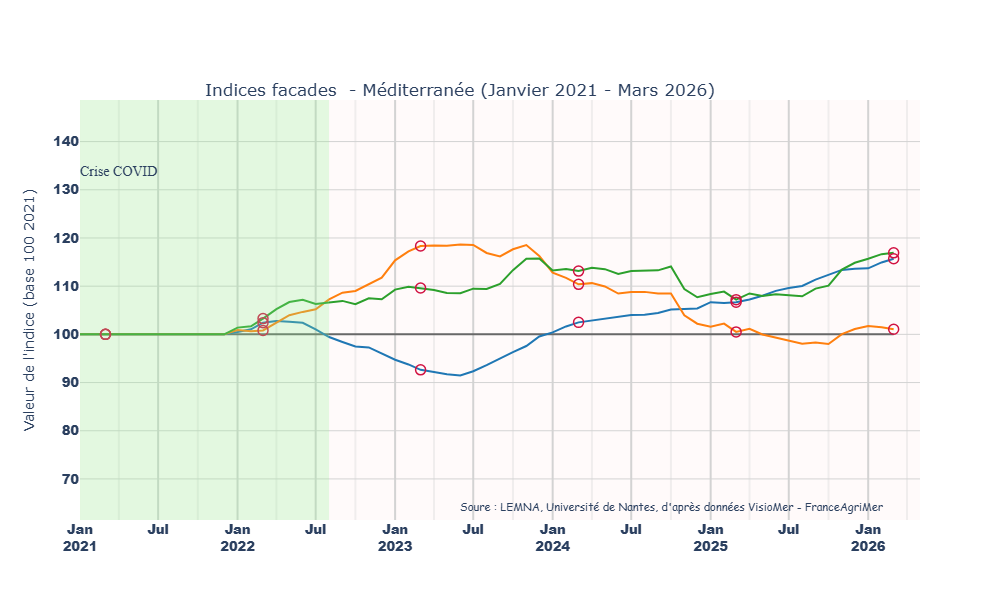 Indices facades - Méditerranée (Janvier 2021 - Mars 2026)
Valeur de l'indice (base 100 2021)
140
130
120
110
100
90
80
70
Crise COVID
Soure : LEMNA, Université de Nantes, d'après données VisioMer - FranceAgriMer
Jan Jul Jan Jul Jan Jul Jan Jul Jan Jul Jan
2021 2022 2023 2024 2025 2026